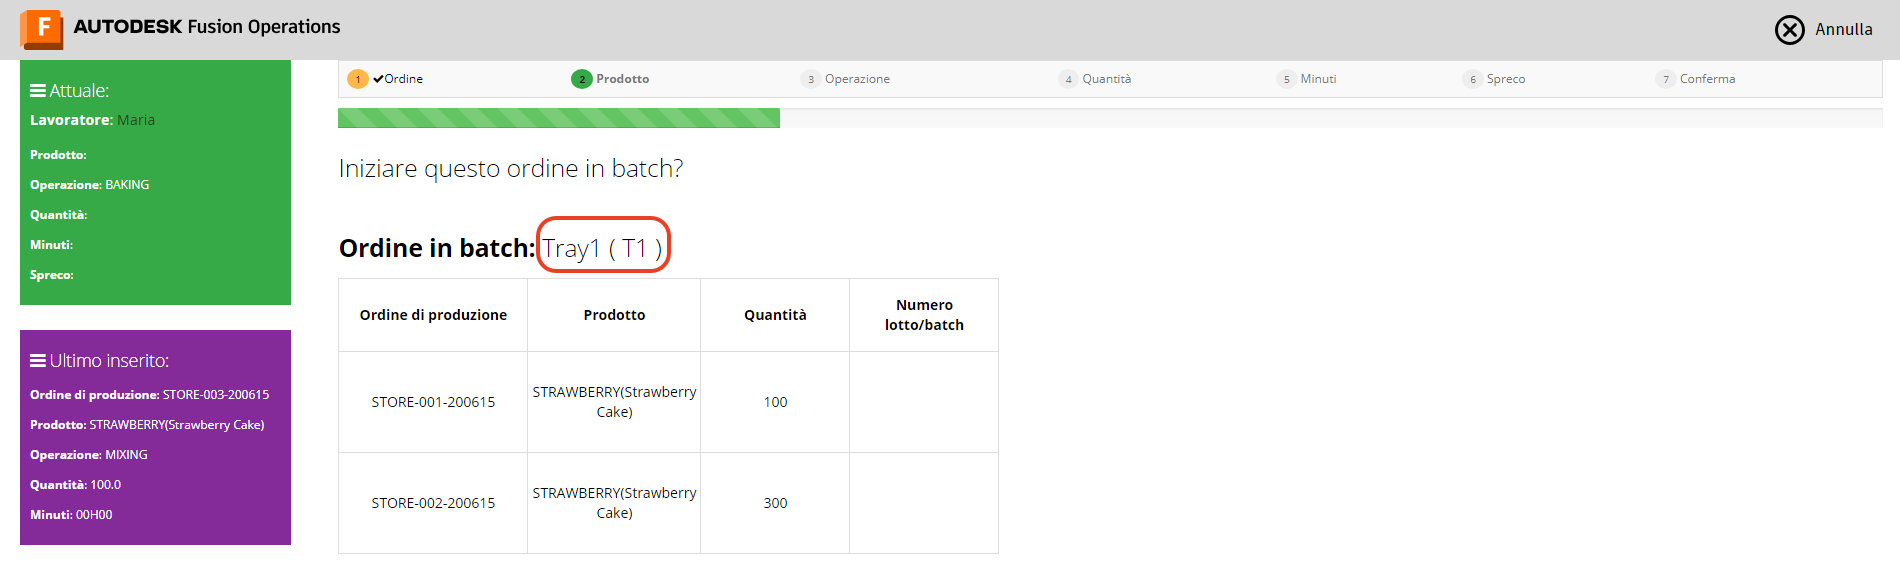 F AUTODESK Fusion Operations
Annulla
Attuale:
Lavoratore: Maria
Prodotto:
Operazione: BAKING
Quantità:
Minuti:
Spreco:
Ultimo inserito:
Ordine di produzione: STORE-003-200615
Prodotto: STRAWBERRY(Strawberry Cake)
Operazione: MIXING
Quantità: 100.0
Minuti: 00H00
1 Ordine 2 Prodotto 3 Operazione 4 Quantità 5 Minuti 6 Spreco 7 Conferma
Iniziare questo ordine in batch?
Ordine in batch: Tray1 ( T1 )
Ordine di produzione Prodotto Quantità Numero
lotto/batch
STORE-001-200615 STRAWBERRY(Strawberry
Cake) 100
STORE-002-200615 STRAWBERRY(Strawberry
Cake) 300